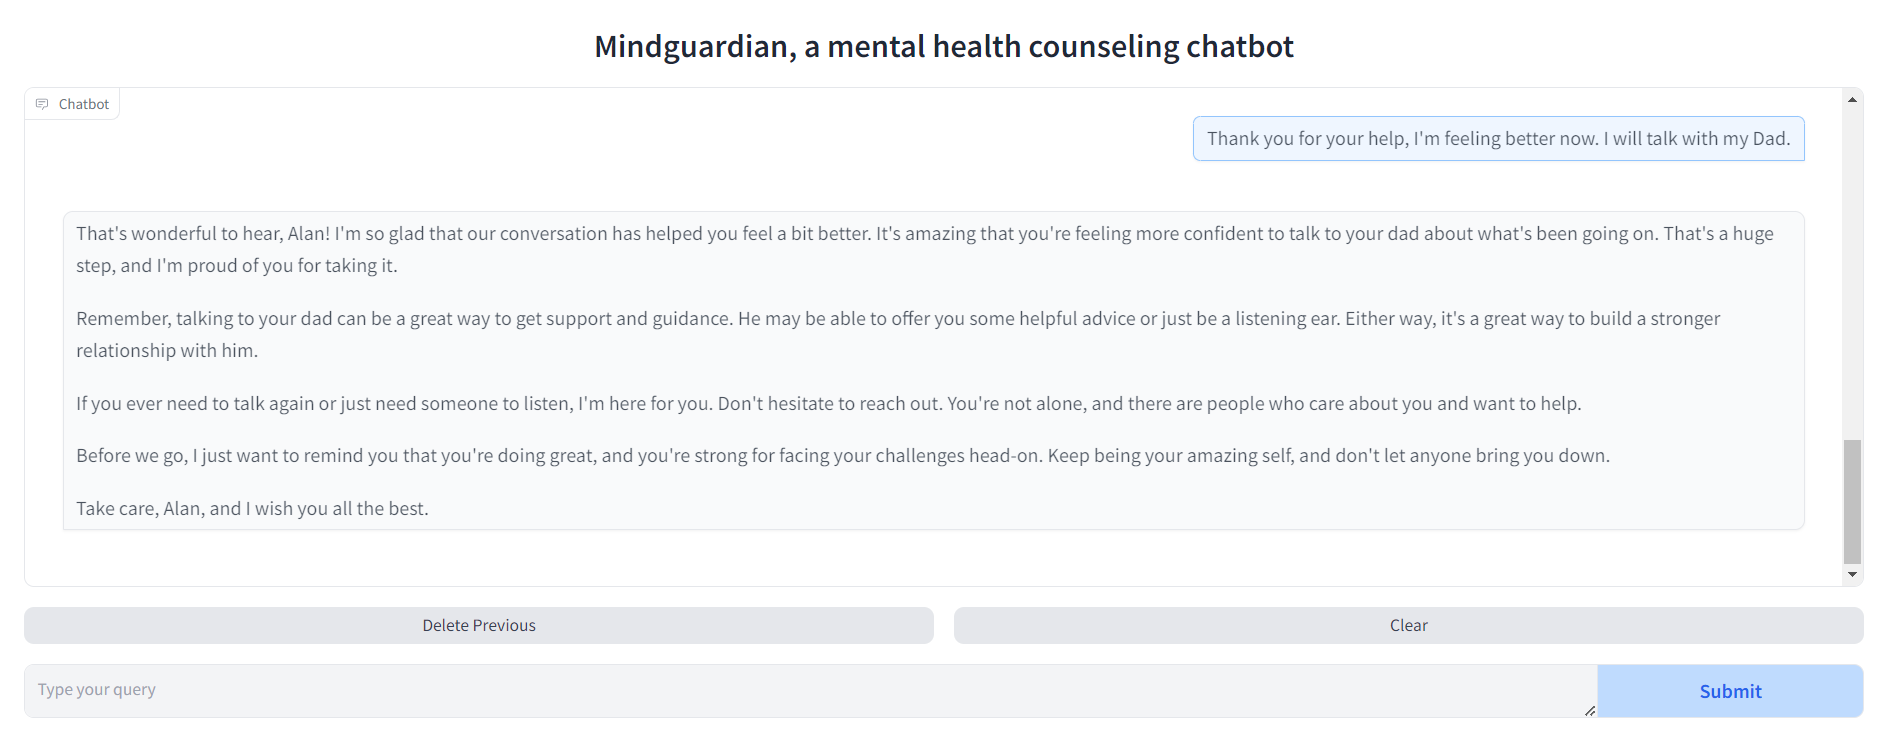 Mindguardian, a mental health counseling chatbot
Chatbot
Thank you for your help, I'm feeling better now. I will talk with my Dad.
That's wonderful to hear, Alan! I'm so glad that our conversation has helped you feel a bit better. It's amazing that you're feeling more confident to talk to your dad about what's been going on. That's a huge
step, and I'm proud of you for taking it.
Remember, talking to your dad can be a great way to get support and guidance. He may be able to offer you some helpful advice or just be a listening ear. Either way, it's a great way to build a stronger
relationship with him.
If you ever need to talk again or just need someone to listen, I'm here for you. Don't hesitate to reach out. You're not alone, and there are people who care about you and want to help.
Before we go, I just want to remind you that you're doing great, and you're strong for facing your challenges head-on. Keep being your amazing self, and don't let anyone bring you down.
Take care, Alan, and I wish you all the best.
Delete Previous
Clear
Type your query
Submit